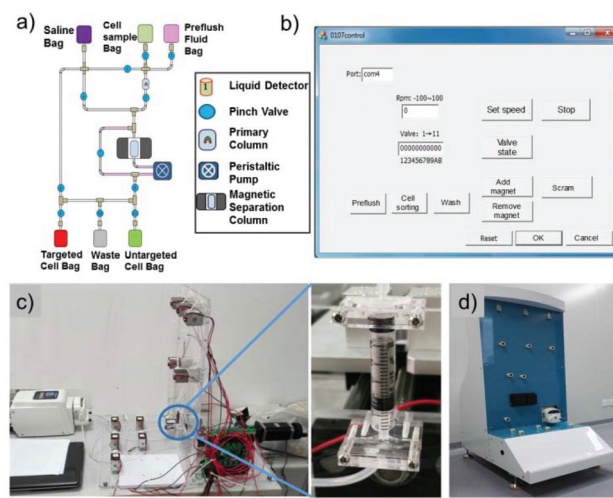 a)
Saline
Bag
Cell
sample
Bag
Preflush
Fluid
Bag
Liquid Detector
Pinch Valve
Primary
Column
Peristaltic
Pump
Magnetic
Separation
Column
Targeted
Cell Bag
Waste
Bag
Untargeted
Cell Bag
b)
0107control
Port: com4
Rpm: -100~100
0
Set speed
Stop
Valve: 1→11
00000000000
123456789AB
Valve
state
Add
magnet
Scram
Preflush
Cell
sorting
Wash
Remove
magnet
Reset
OK
Cancel
c)
d)